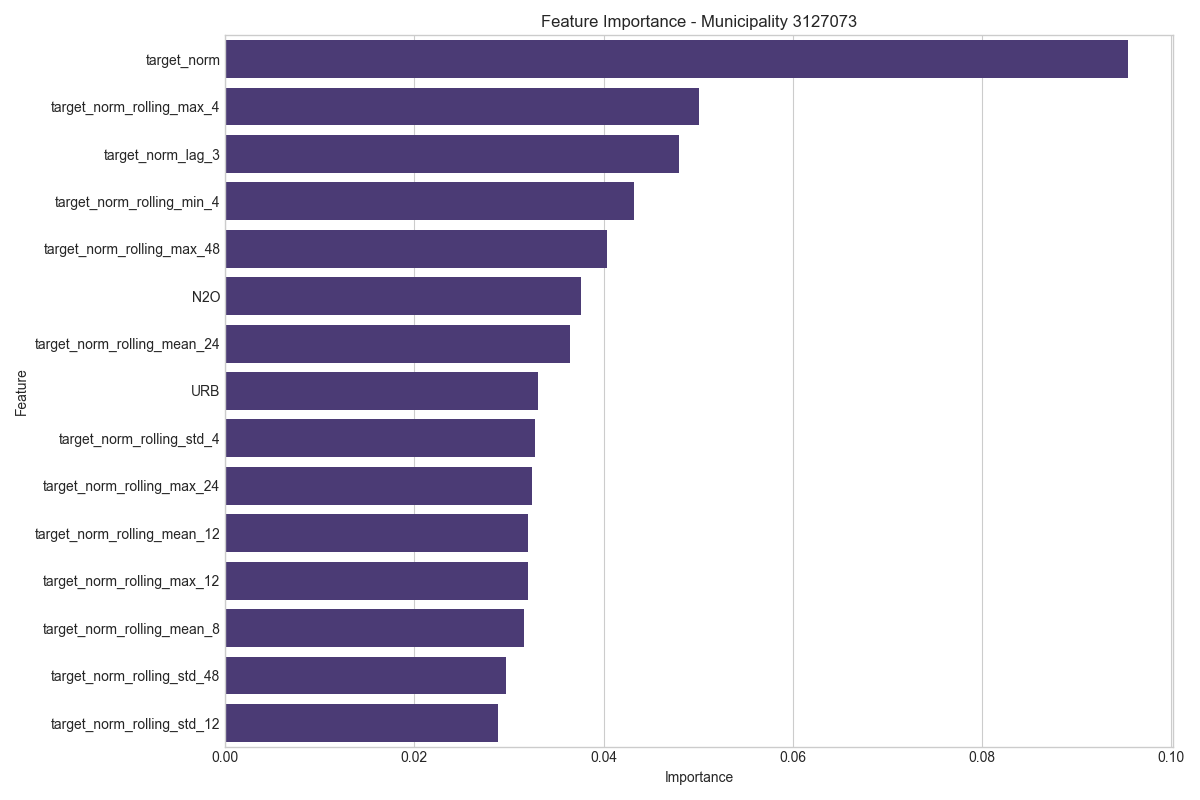 Feature Importance - Municipality 3127073
target_norm
target_norm_rolling_max_4
target_norm_lag_3
target_norm_rolling_min_4
target_norm_rolling_max_48
N2O
target_norm_rolling_mean_24
URB
target_norm_rolling_std_4
target_norm_rolling_max_24
target_norm_rolling_mean_12
target_norm_rolling_max_12
target_norm_rolling_mean_8
target_norm_rolling_std_48
target_norm_rolling_std_12
Feature
0.00 0.02 0.04 0.06 0.08 0.10
Importance